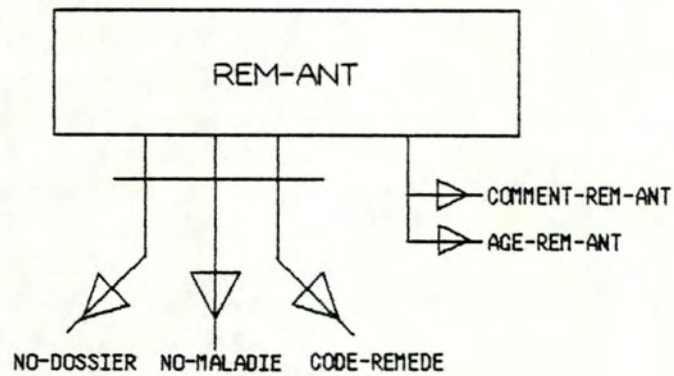 REM-ANT
COMMENT-REM-ANT
AGE-REM-ANT
NO-DOSSIER NO-MALADIE CODE-REMEDE